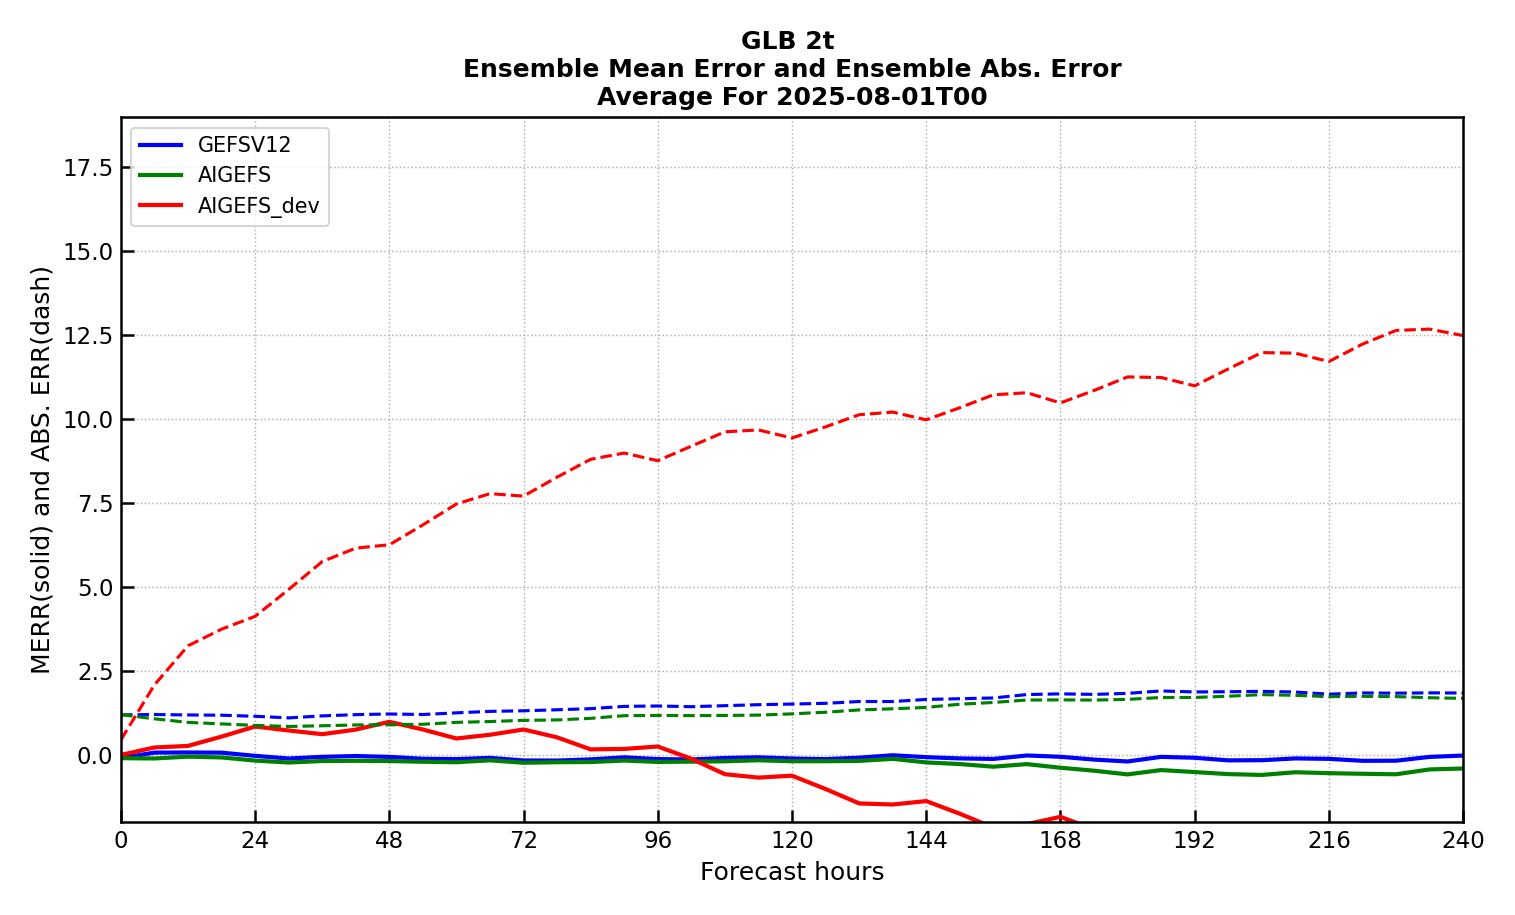 GLB 2t
Ensemble Mean Error and Ensemble Abs. Error
Average For 2025-08-01T00
GEFSV12
AIGEFS
AIGEFS_dev
MERR(solid) and ABS. ERR(dash)
17.5
15.0
12.5
10.0
7.5
5.0
2.5
0.0
0 24 48 72 96 120 144 168 192 216 240
Forecast hours